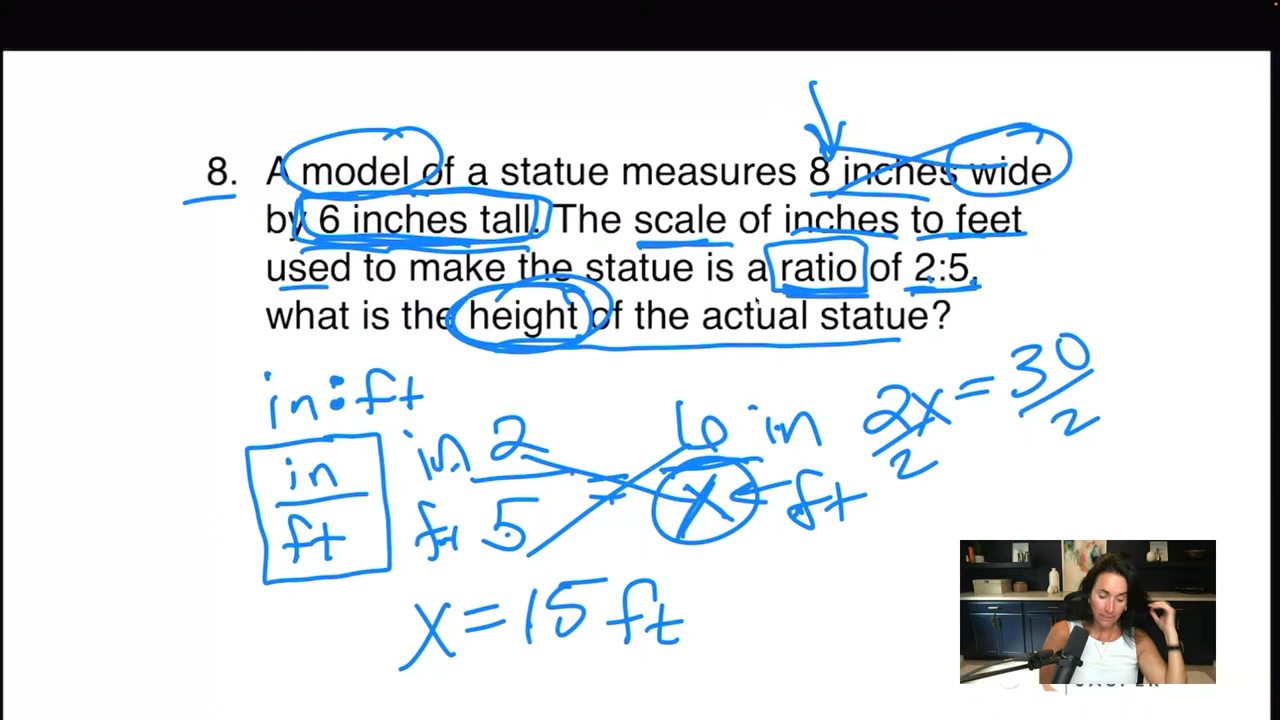 8. A model of a statue measures 8 inches wide
by 6 inches tall. The scale of inches to feet
used to make the statue is a ratio of 2:5,
what is the height of the actual statue?
in:ft
in 2 = 6 in
ft 5 x ft
2x = 30
2 2
in
ft
x = 15 ft